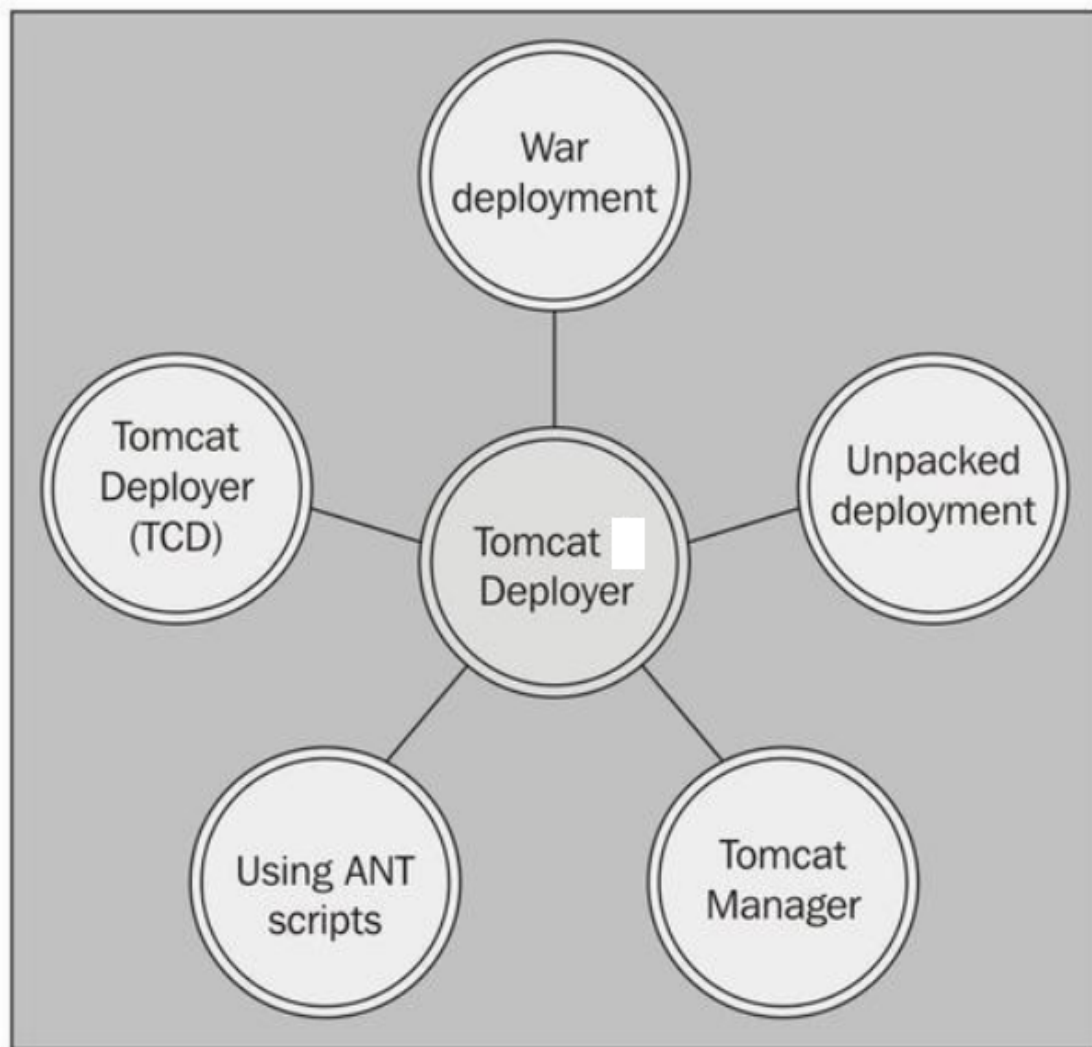 War
deployment
Tomcat
Deployer
(TCD)
Unpacked
deployment
Tomcat
Deployer
Using ANT
scripts
Tomcat
Manager